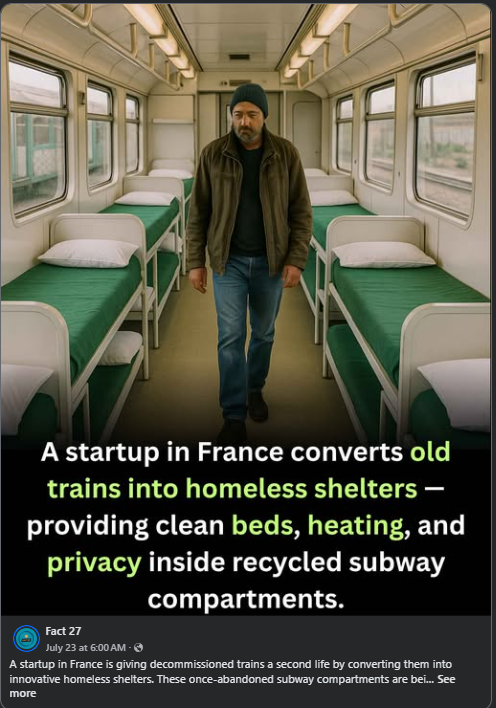 A startup in France converts old
trains into homeless shelters —
providing clean beds, heating, and
privacy inside recycled subway
compartments.
Fact 27
July 23 at 6:00 AM ·
A startup in France is giving decommissioned trains a second life by converting them into
innovative homeless shelters. These once-abandoned subway compartments are bei... See
more